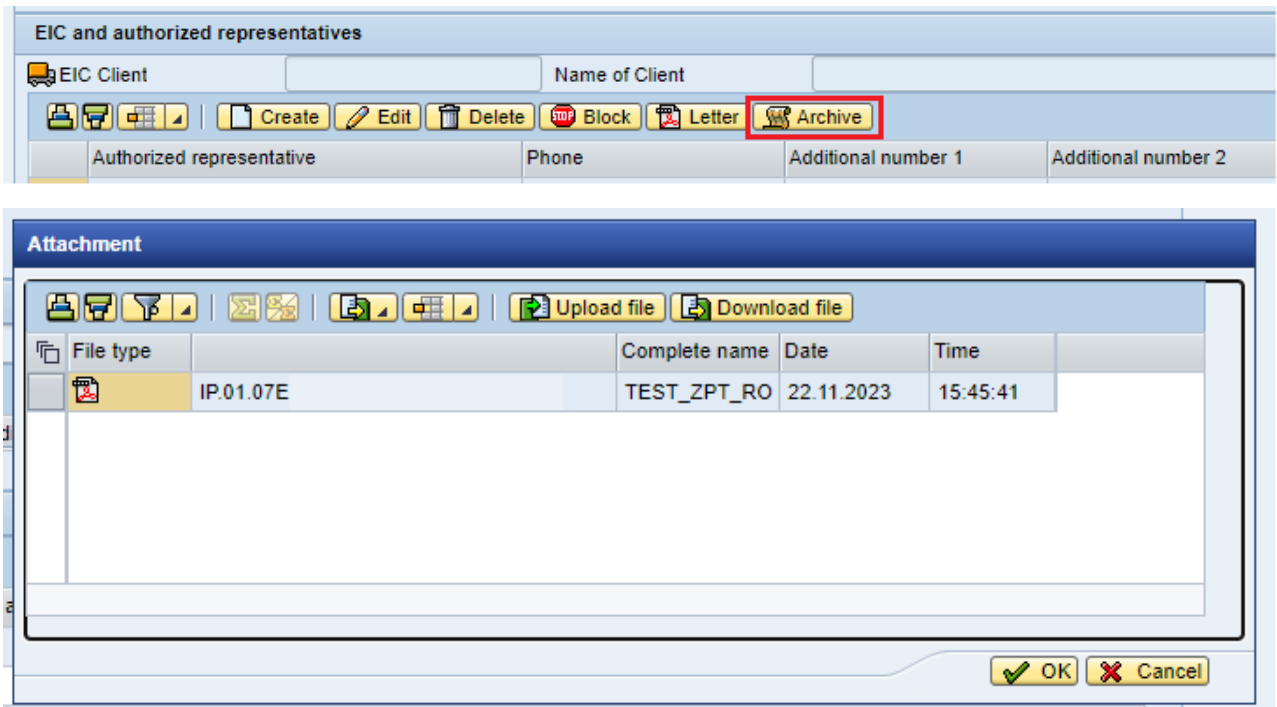 EIC and authorized representatives
EIC Client Name of Client
Create Edit Delete STOP Block Letter Archive
Authorized representative Phone Additional number 1 Additional number 2
Attachment
Upload file Download file
File type Complete name Date Time
IP.01.07E TEST_ZPT_RO 22.11.2023 15:45:41
OK Cancel